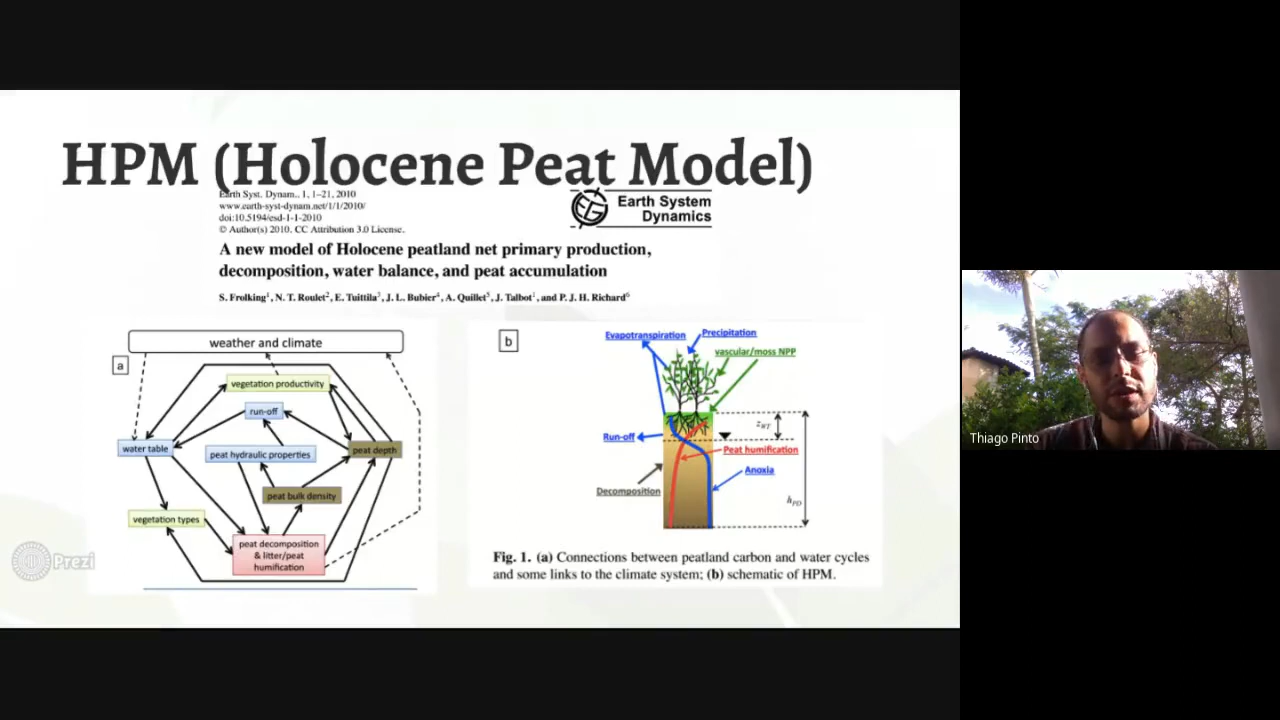 HPM (Holocene Peat Model)
Earth Syst. Dynam., 1, 1–21, 2010
www.earth-syst-dynam.net/1/1/2010/
doi:10.5194/esd-1-1-2010
© Author(s) 2010. CC Attribution 3.0 License.
Earth System
Dynamics
A new model of Holocene peatland net primary production,
decomposition, water balance, and peat accumulation
S. Frolking1, N. T. Roulet2, E. Tuittila3, J. L. Bubier4, A. Quillet5, J. Talbot1, and P. J. H. Richard6
a
weather and climate
vegetation productivity
run-off
water table
peat hydraulic properties
peat depth
peat bulk density
vegetation types
peat decomposition
& litter/peat
humification
b
Evapotranspiration
Precipitation
vascular/moss NPP
zWT
Run-off
Peat humification
Anoxia
Decomposition
hPD
Fig. 1. (a) Connections between peatland carbon and water cycles
and some links to the climate system; (b) schematic of HPM.
Prezi
Thiago Pinto